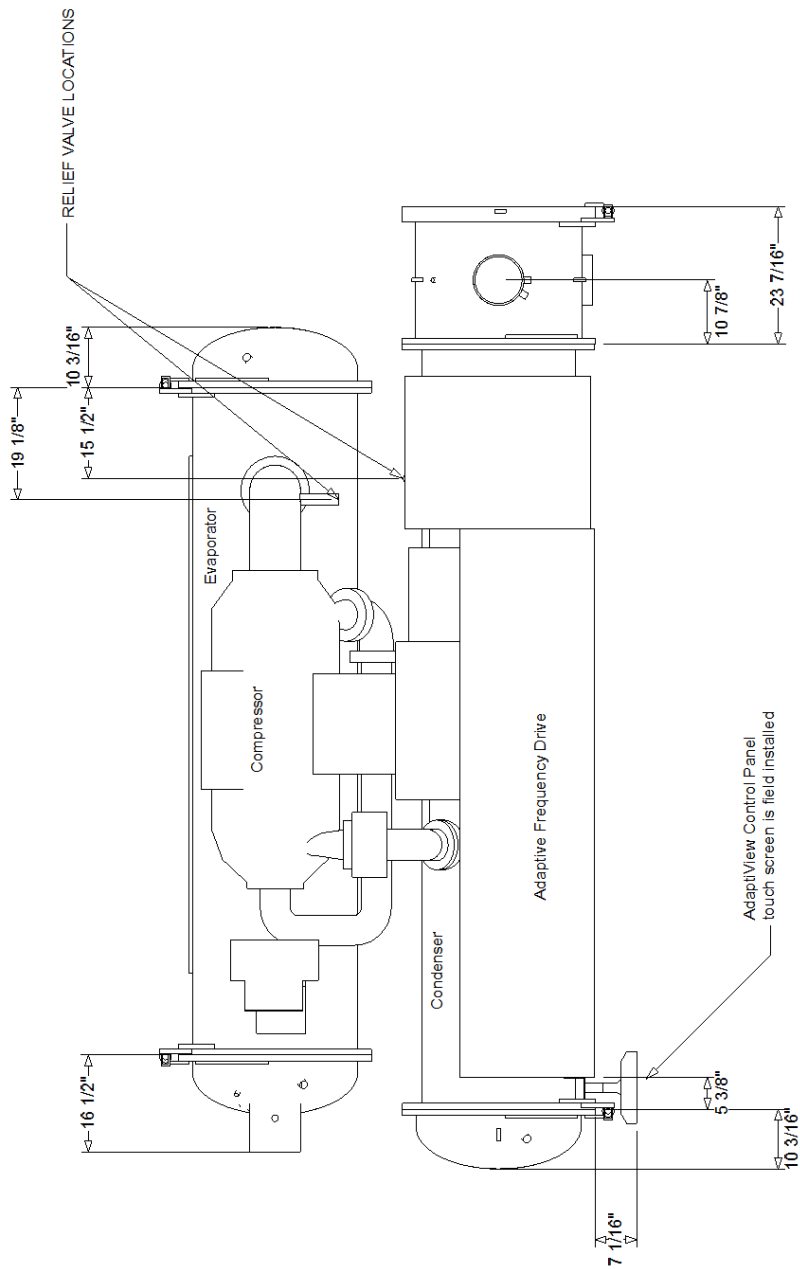 RELIEF VALVE LOCATIONS
19 1/8"
15 1/2"
10 3/16"
Evaporator
Compressor
16 1/2"
10 7/8"
23 7/16"
Adaptive Frequency Drive
Condenser
AdaptiView Control Panel
touch screen is field installed
5 3/8"
10 3/16"
7 1/16"